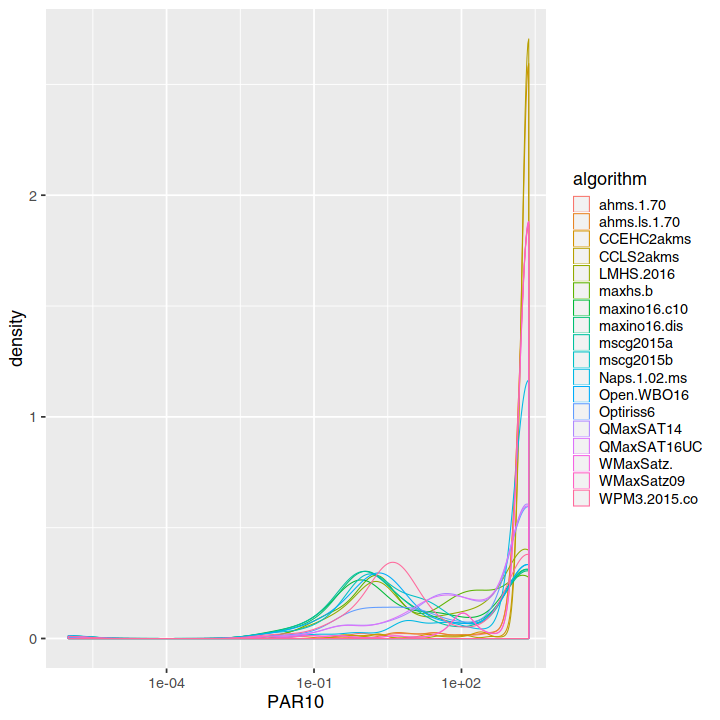 density
2
1
0
1e-04
1e-01
1e+02
PAR10
algorithm
ahms.1.70
ahms.ls.1.70
CCEHC2akms
CCLS2akms
LMHS.2016
maxhs.b
maxino16.c10
maxino16.dis
mscg2015a
mscg2015b
Naps.1.02.ms
Open.WBO16
Optiriss6
QMaxSAT14
QMaxSAT16UC
WMaxSatz.
WMaxSatz09
WPM3.2015.co